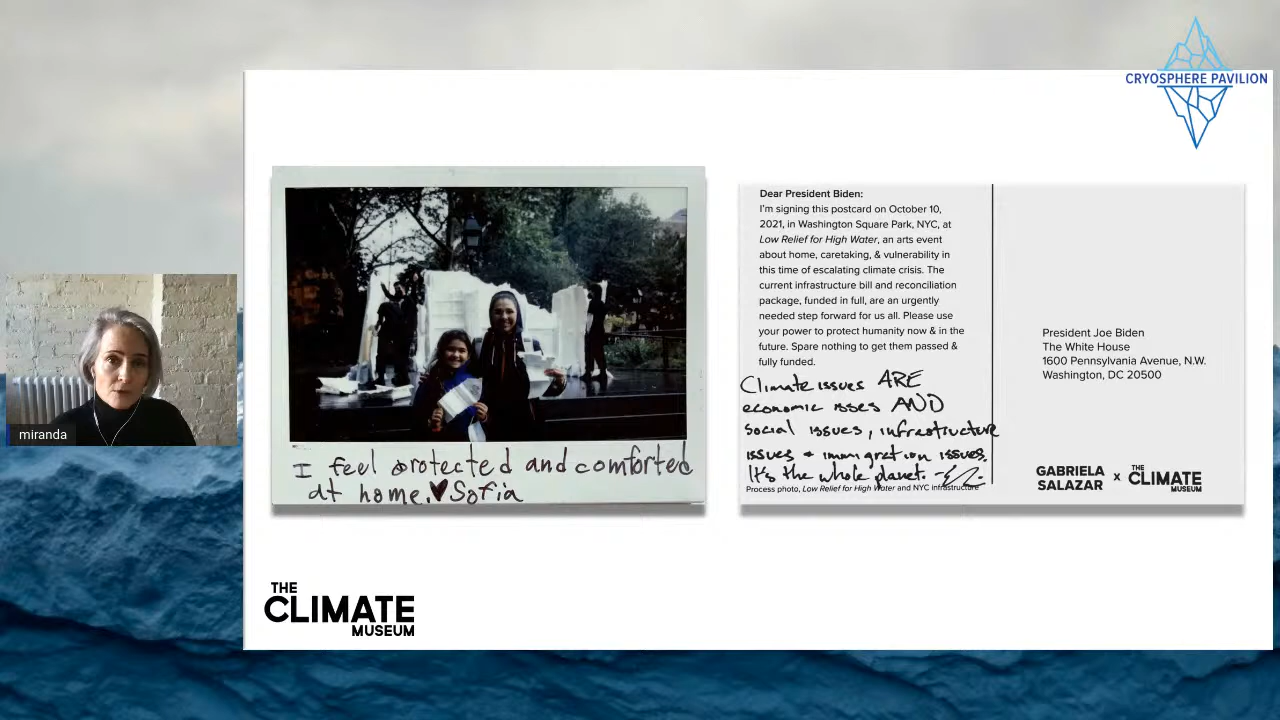 CRYOSPHERE PAVILION
miranda
I feel protected and comforted
at home. ♥ Sofia
Dear President Biden:
I'm signing this postcard on October 10,
2021, in Washington Square Park, NYC, at
Low Relief for High Water, an arts event
about home, caretaking, & vulnerability in
this time of escalating climate crisis. The
current infrastructure bill and reconciliation
package, funded in full, are an urgently
needed step forward for us all. Please use
your power to protect humanity now & in the
future. Spare nothing to get them passed &
fully funded.
Climate issues ARE
economic isses AND
social issues, infrastructure
issues + immigration issues.
It's the whole planet.
Process photo, Low Relief for High Water and NYC infrastructure
President Joe Biden
The White House
1600 Pennsylvania Avenue, N.W.
Washington, DC 20500
GABRIELA
SALAZAR
x
THE
CLIMATE
MUSEUM
THE
CLIMATE
MUSEUM